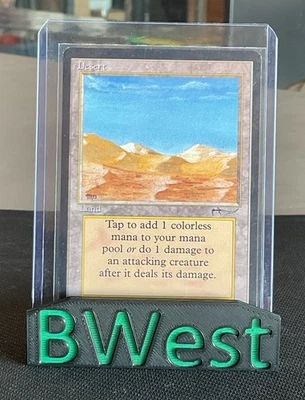 Desert
Land
Tap to add 1 colorless
mana to your mana
pool or do 1 damage to
an attacking creature
after it deals its damage.
BWest